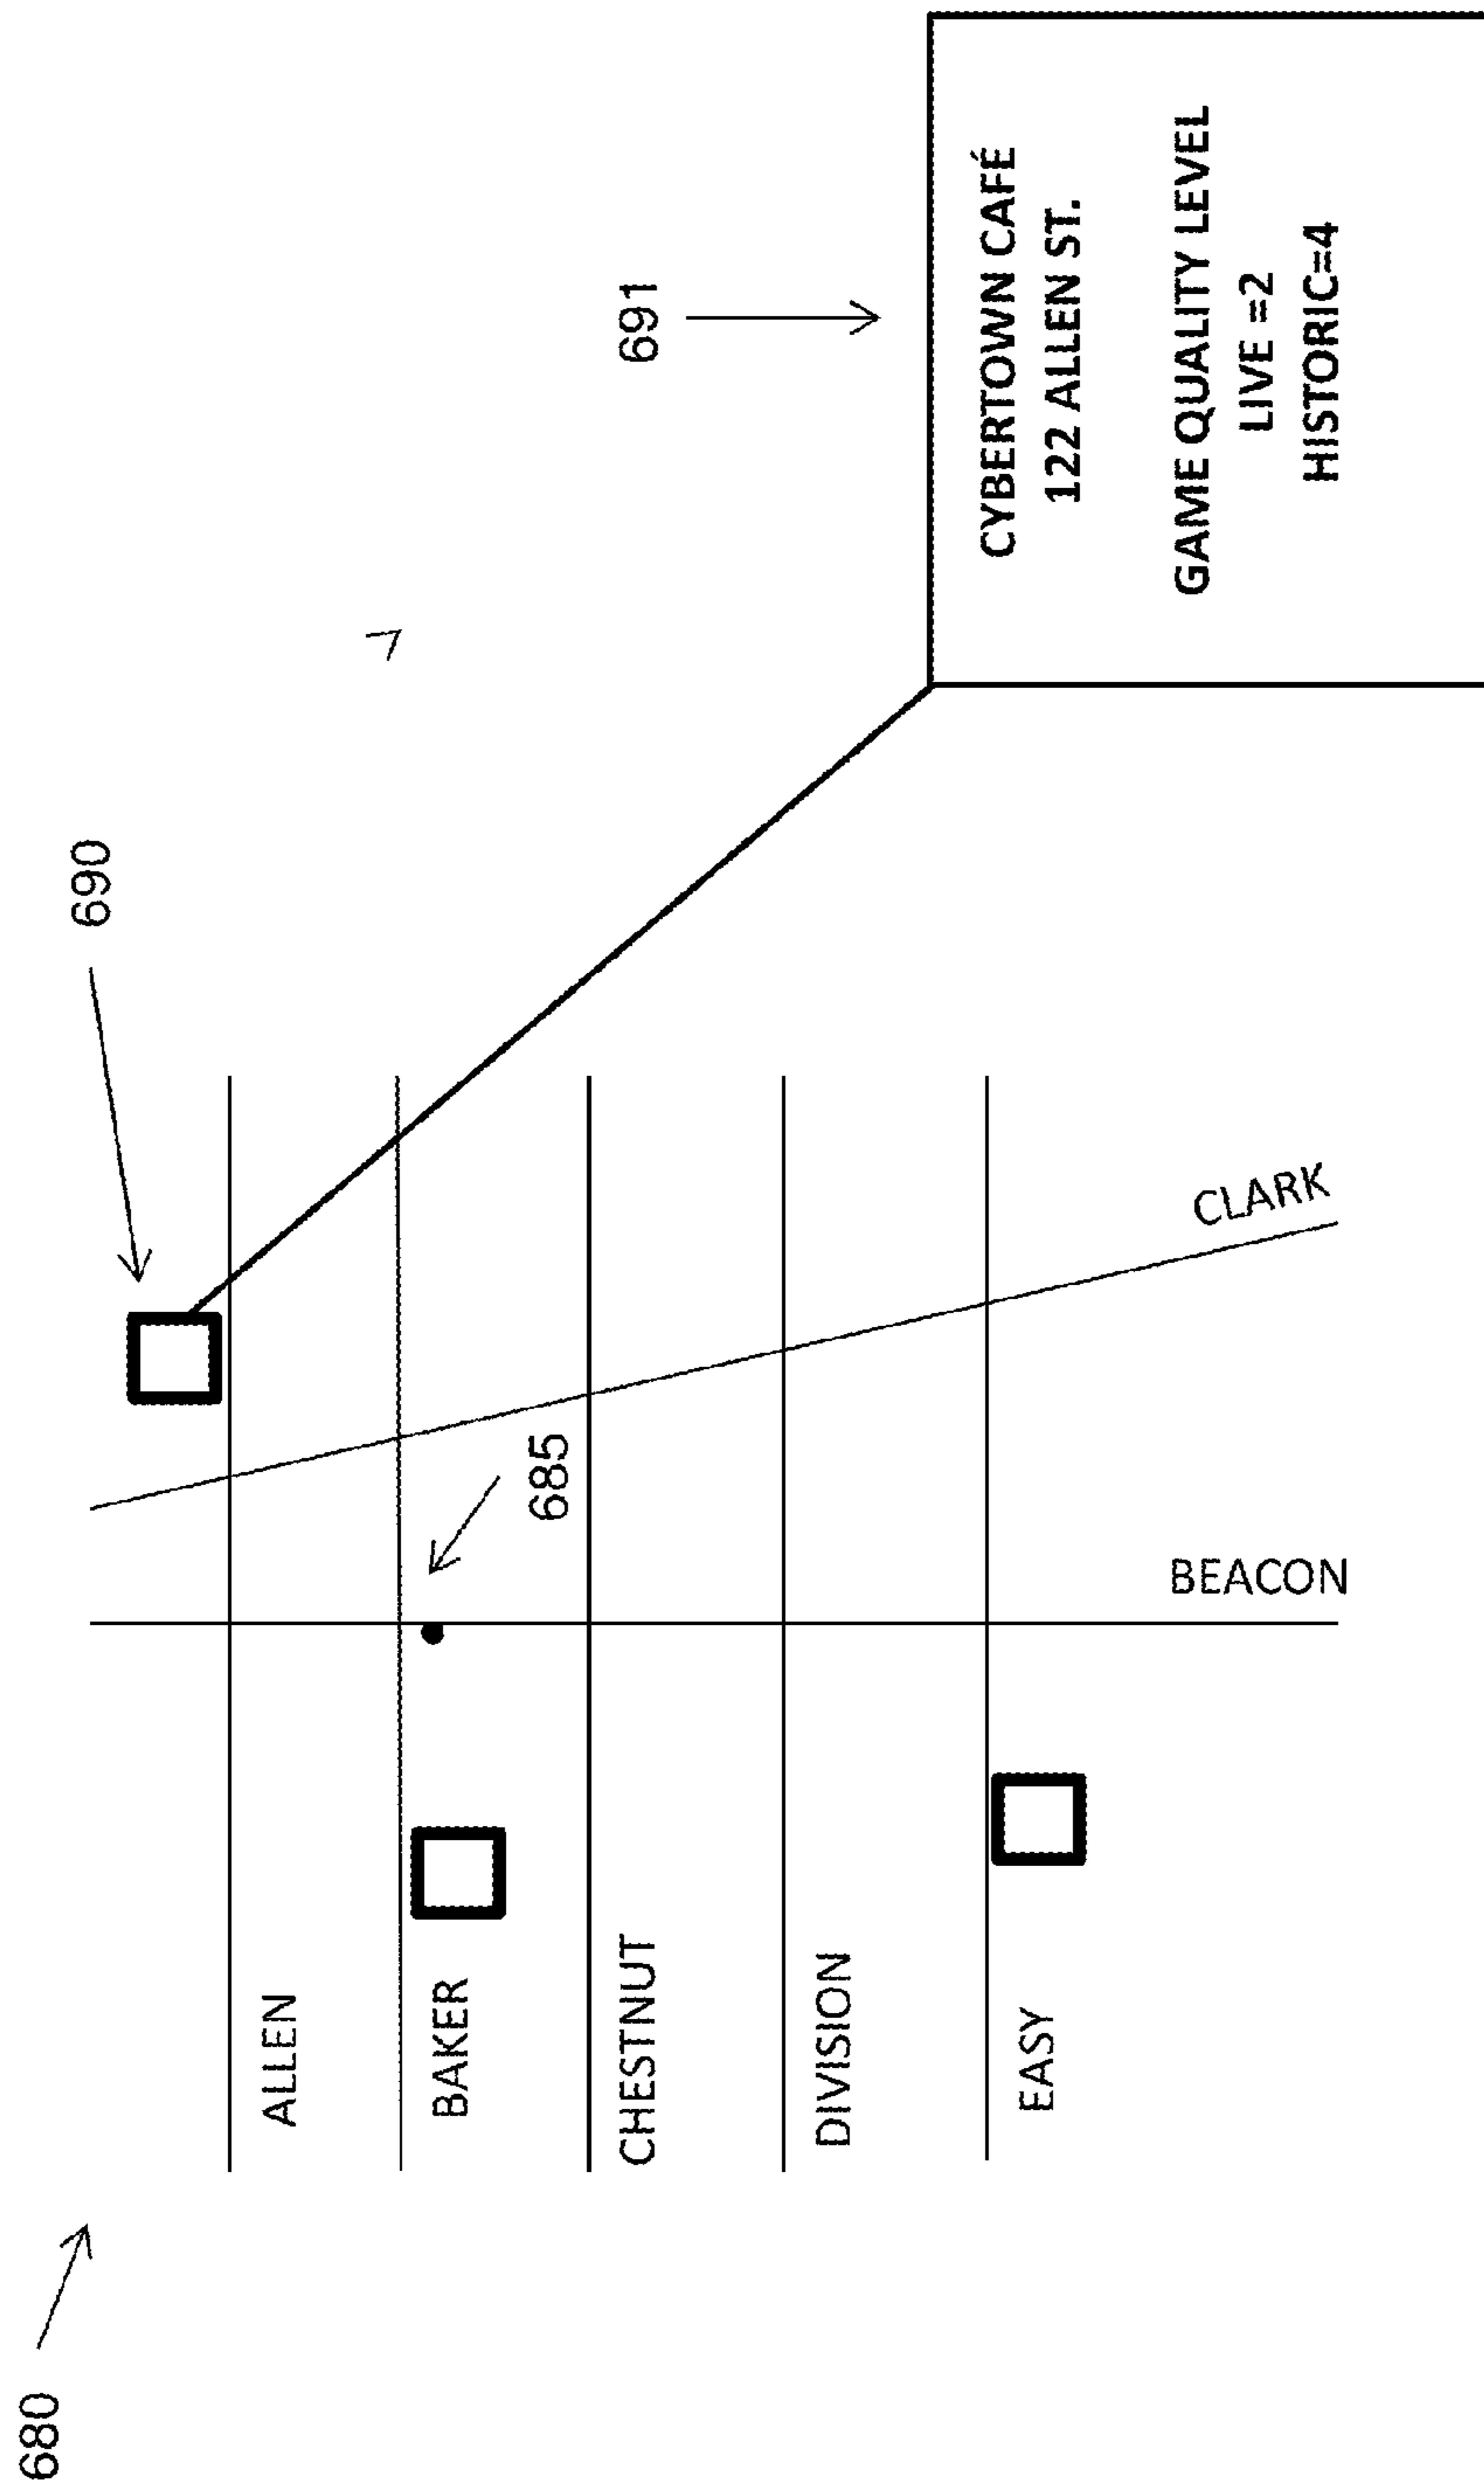 680
690
691
ALLEN
BAKER
685
CHESTNUT
DIVISION
EASY
BEACON
CLARK
CYBERTOWN CAFÉ
122 ALLEN ST.
GAME QUALITY LEVEL
LIVE =2
HISTORIC=4